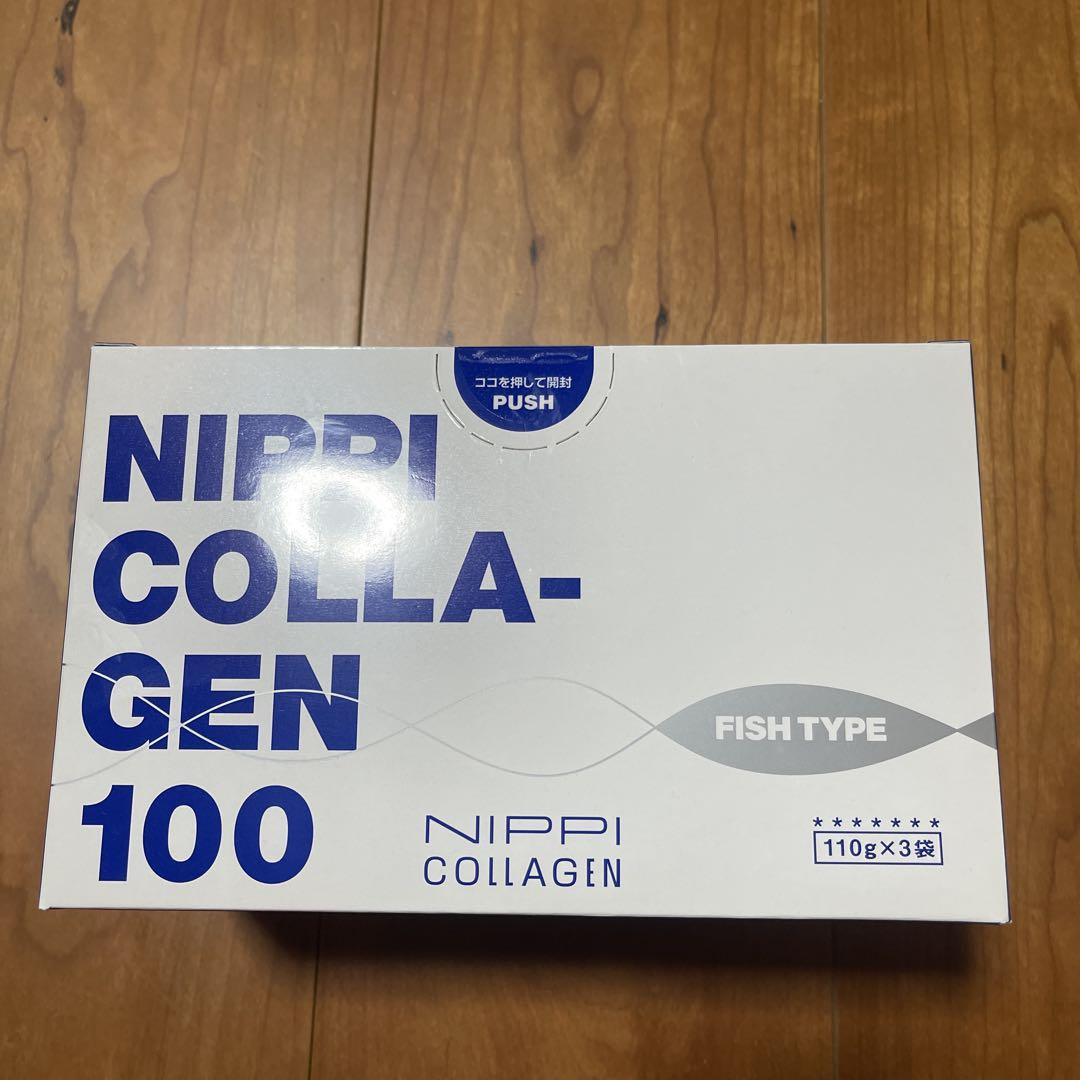 ココを押して開封
PUSH
NIPPI
COLLA-
GEN
100
FISH TYPE
NIPPI
COLLAGEN
*******
110g×3袋